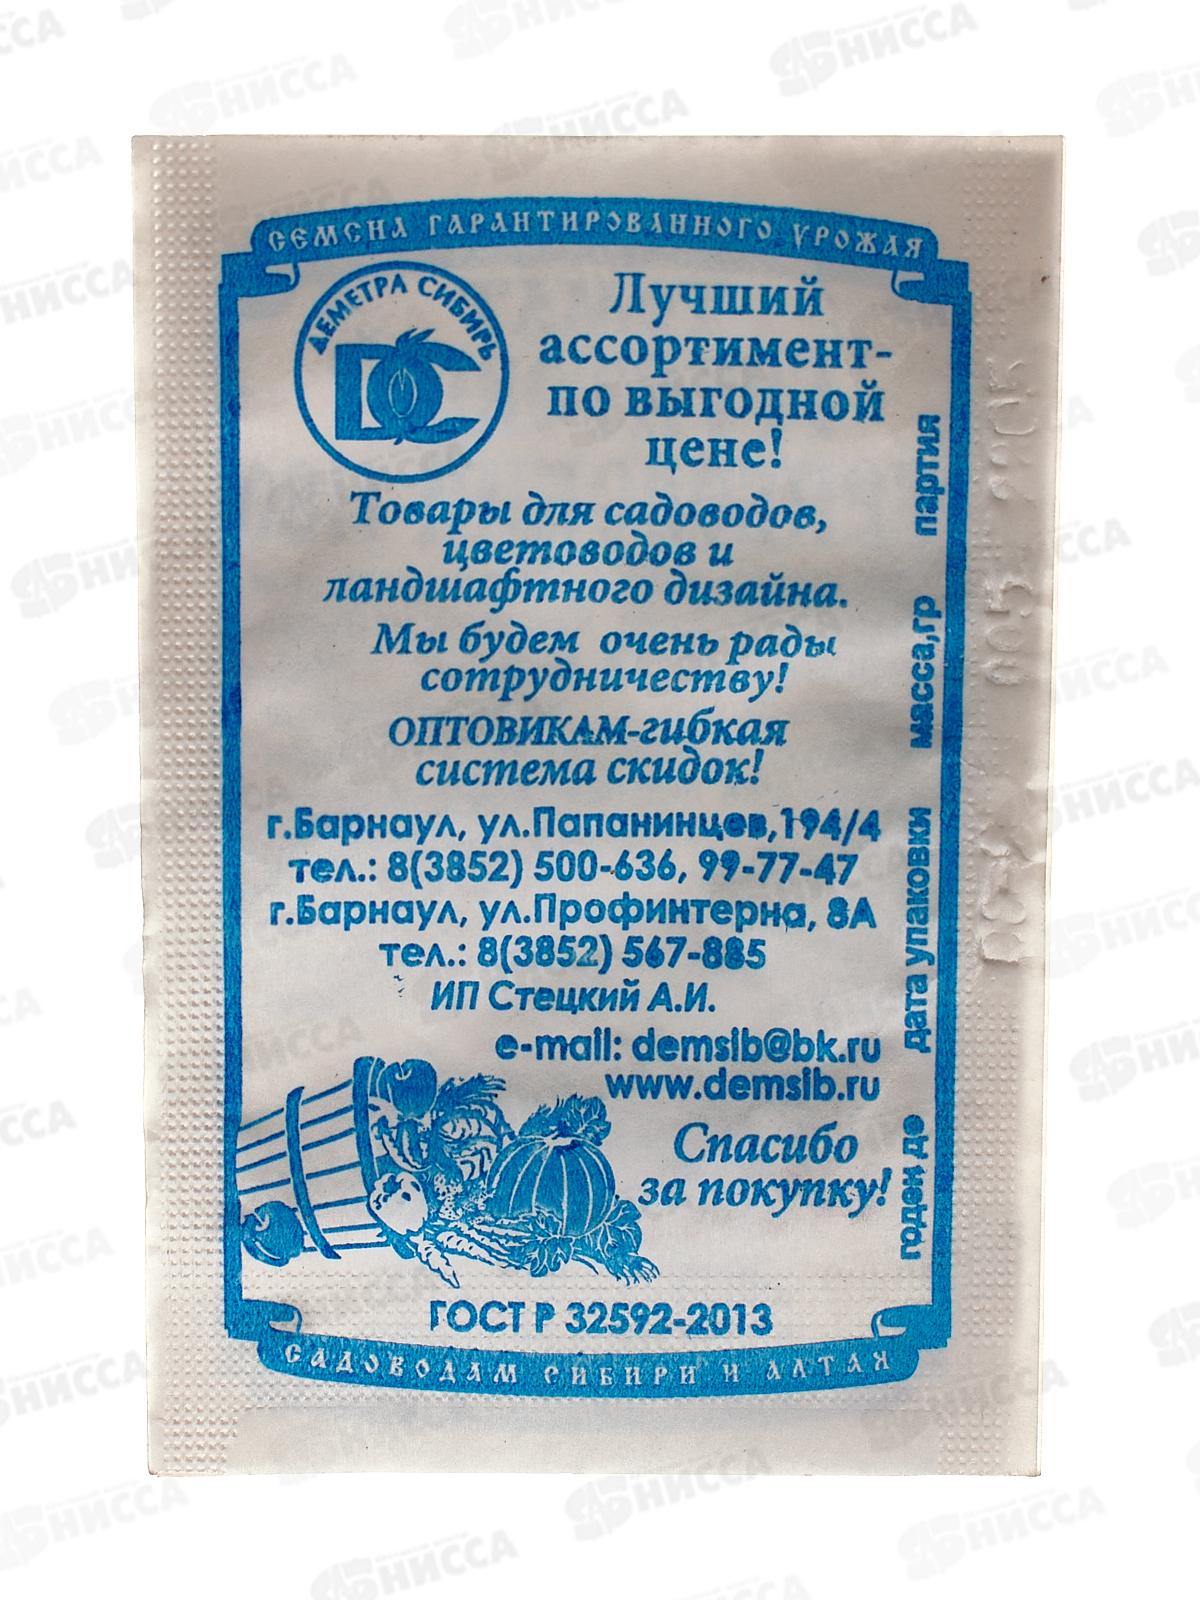 СЕМЕНА ГАРАНТИРОВАННОГО УРОЖАЯ
ДЕМЕТРА СИБИРЬ
DC
Лучший
ассортимент-
по выгодной
цене!
Товары для садоводов,
цветоводов и
ландшафтного дизайна.
Мы будем очень рады
сотрудничеству!
ОПТОВИКАМ-гибкая
система скидок!
г.Барнаул, ул.Папанинцев,194/4
тел.: 8(3852) 500-636, 99-77-47
г.Барнаул, ул.Профинтерна, 8А
тел.: 8(3852) 567-885
ИП Стецкий А.И.
e-mail: demsib@bk.ru
www.demsib.ru
Спасибо
за покупку!
ГОСТ Р 32592-2013
САДОВОДАМ СИБИРИ И АЛТАЯ
годен до дата упаковки масса,гр партия
НИССА